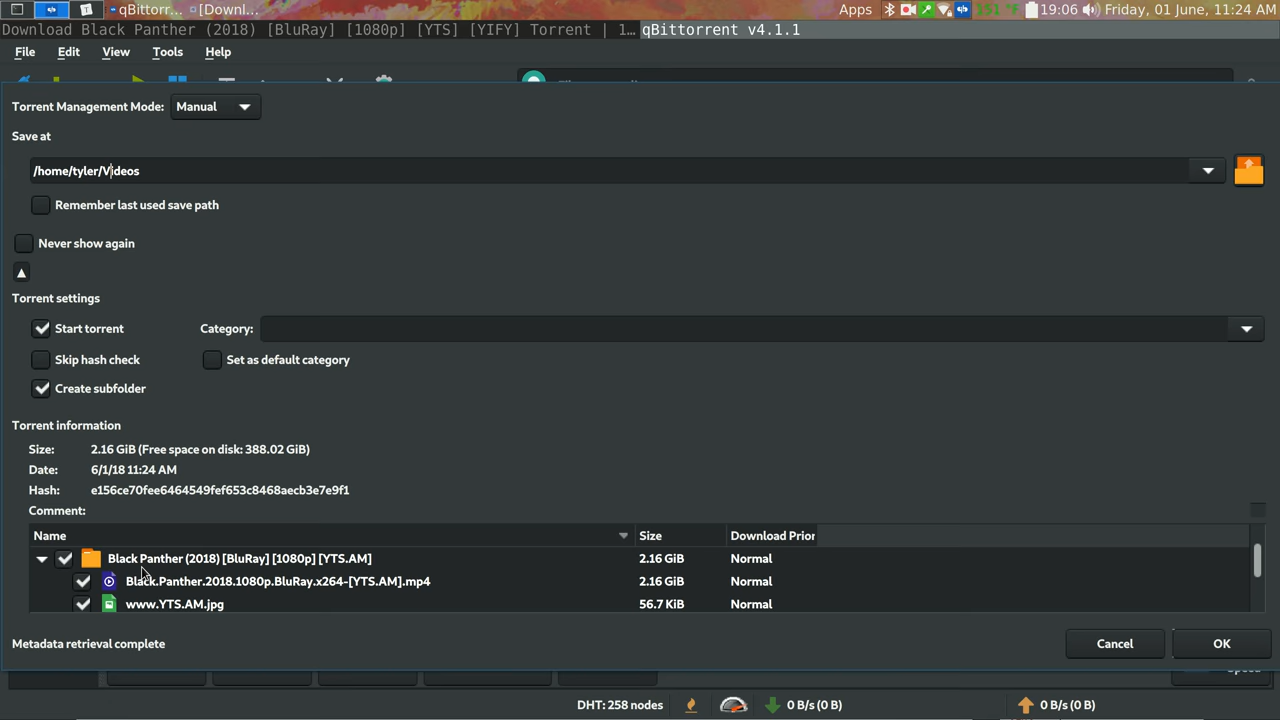 qBittorr... [Downl... Apps 151 °F 19:06 Friday, 01 June, 11:24 AM
Download Black Panther (2018) [BluRay] [1080p] [YTS] [YIFY] Torrent | 1… qBittorrent v4.1.1
File Edit View Tools Help
Torrent Management Mode: Manual
Save at
/home/tyler/Videos
Remember last used save path
Never show again
Torrent settings
Start torrent Category:
Skip hash check Set as default category
Create subfolder
Torrent information
Size: 2.16 GiB (Free space on disk: 388.02 GiB)
Date: 6/1/18 11:24 AM
Hash: e156ce70fee6464549fef653c8468aecb3e7e9f1
Comment:
Name Size Download Prior
Black Panther (2018) [BluRay] [1080p] [YTS.AM] 2.16 GiB Normal
Black.Panther.2018.1080p.BluRay.x264-[YTS.AM].mp4 2.16 GiB Normal
www.YTS.AM.jpg 56.7 KiB Normal
Metadata retrieval complete Cancel OK
Speed
DHT: 258 nodes 0 B/s (0 B) 0 B/s (0 B)